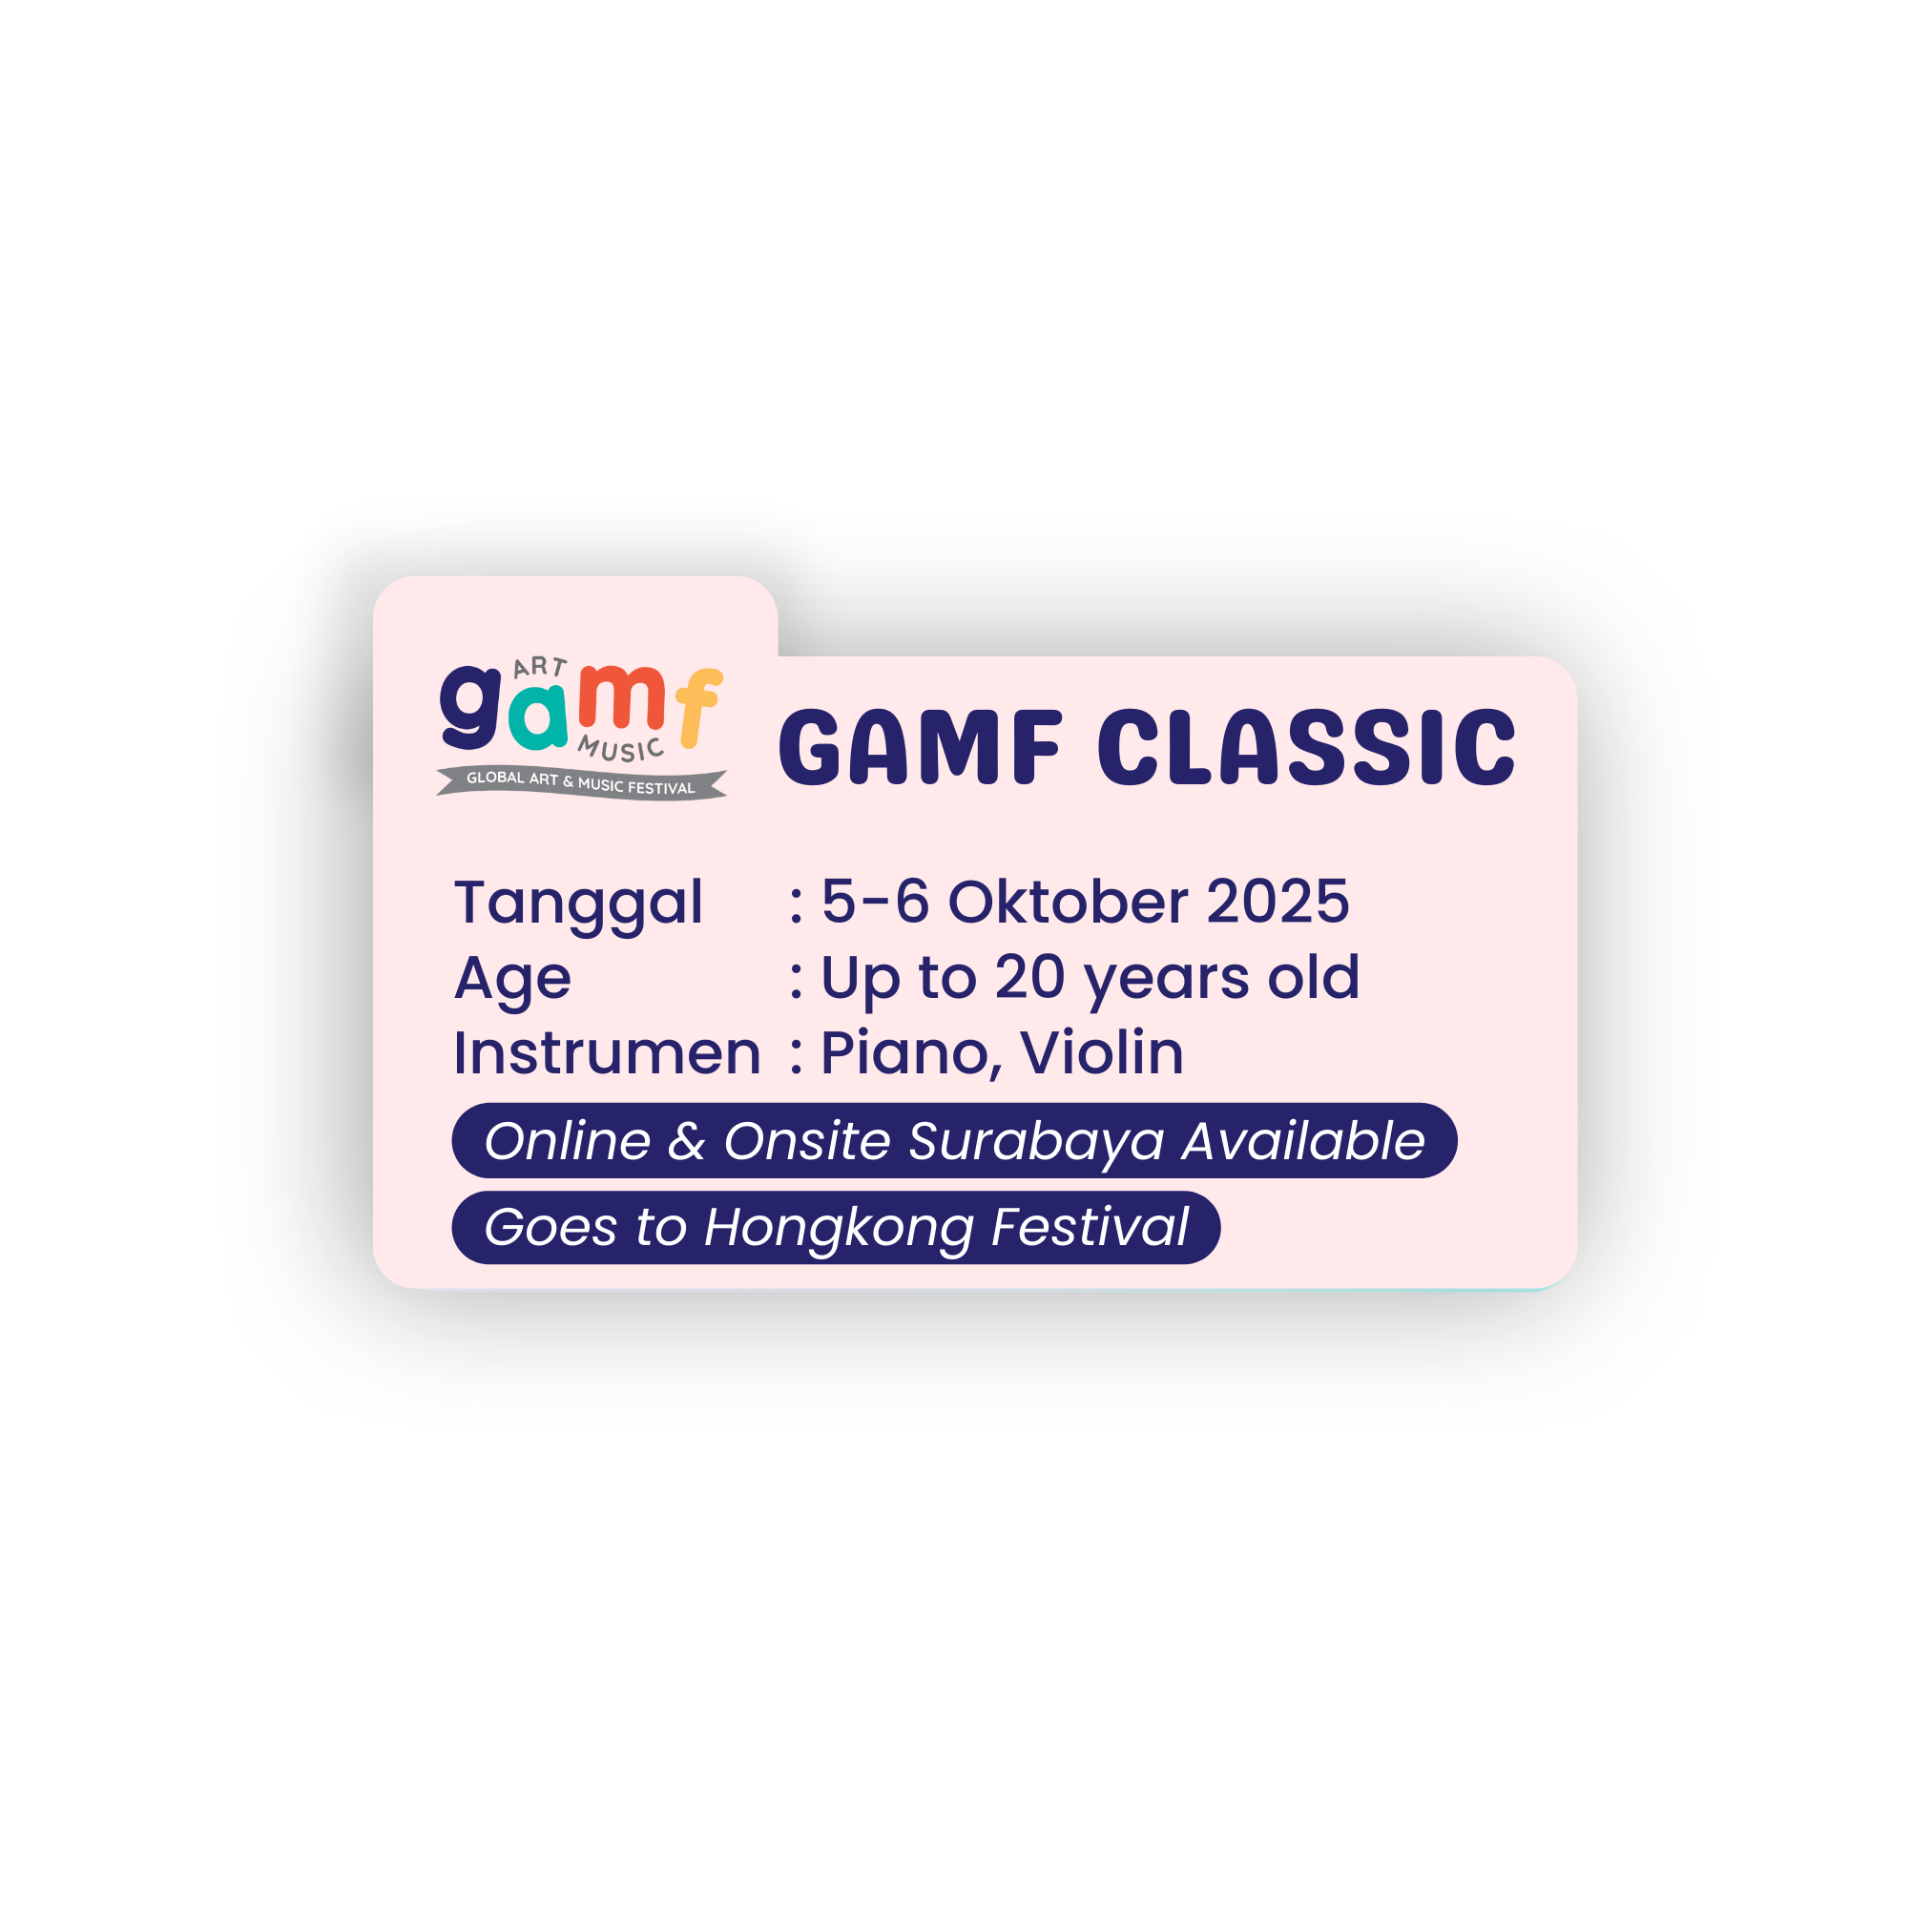 gamf
ART
MUSIC
GLOBAL ART & MUSIC FESTIVAL
GAMF CLASSIC
Tanggal : 5-6 Oktober 2025
Age : Up to 20 years old
Instrumen : Piano, Violin
Online & Onsite Surabaya Available
Goes to Hongkong Festival